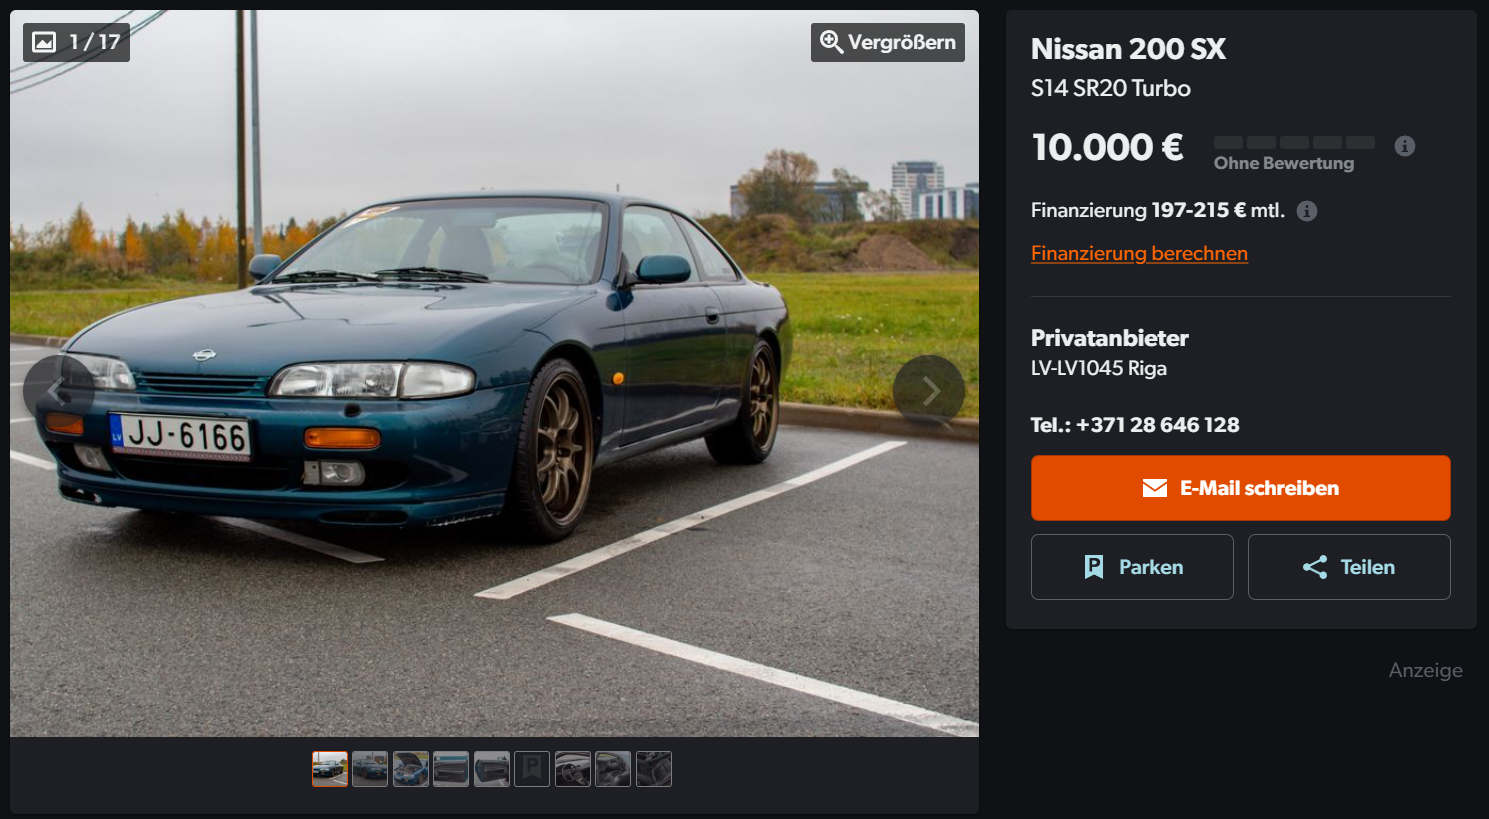 1 / 17
Vergrößern
LV JJ-6166
Nissan 200 SX
S14 SR20 Turbo
10.000 €
Ohne Bewertung
Finanzierung 197-215 € mtl.
Finanzierung berechnen
Privatanbieter
LV-LV1045 Riga
Tel.: +371 28 646 128
E-Mail schreiben
Parken
Teilen
Anzeige